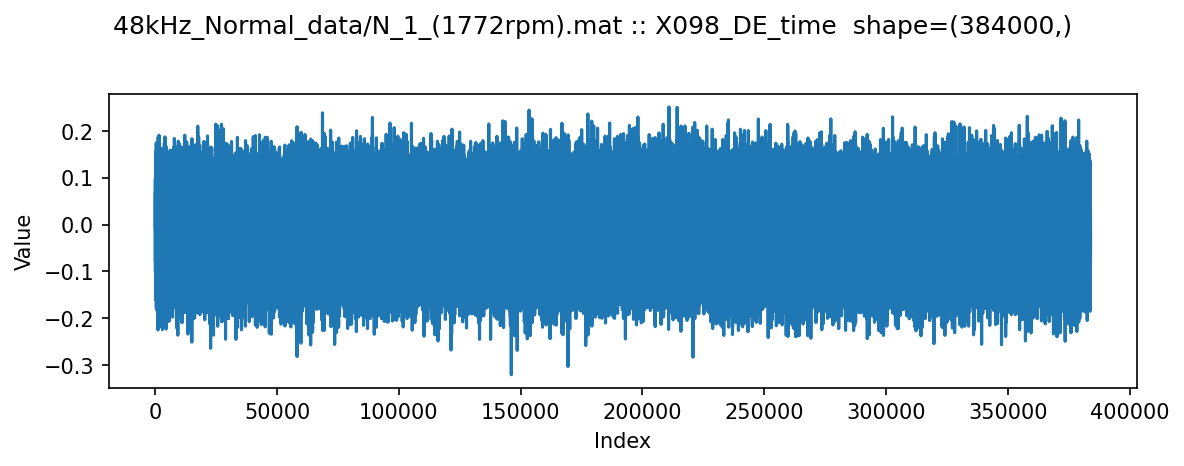 48kHz_Normal_data/N_1_(1772rpm).mat :: X098_DE_time  shape=(384000,)
0.2
0.1
0.0
−0.1
−0.2
−0.3
Value
0 50000 100000 150000 200000 250000 300000 350000 400000
Index